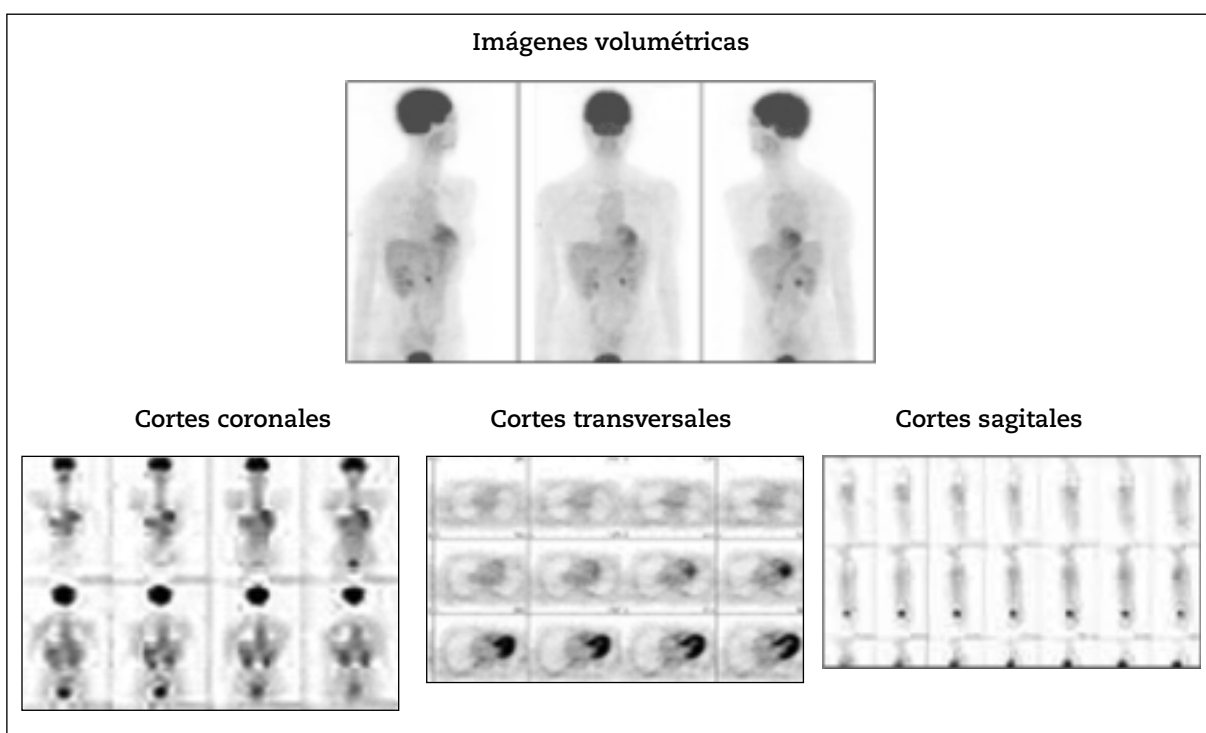 Imágenes volumétricas
Cortes coronales
Cortes transversales
Cortes sagitales